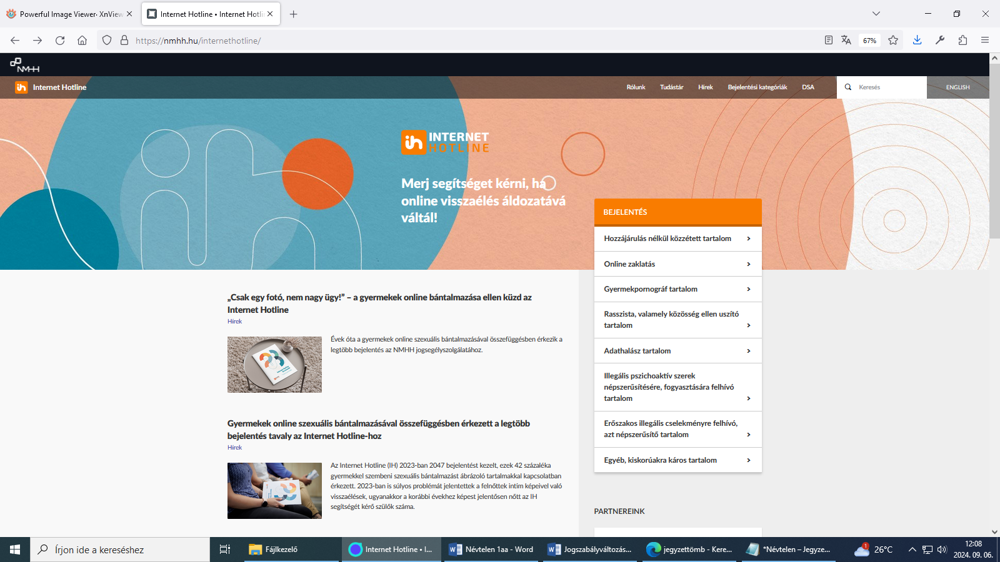 Powerful Image Viewer· XnView
Internet Hotline • Internet Hotli
https://nmhh.hu/internethotline/
67%
NMHH
Internet Hotline
Rólunk
Tudástár
Hírek
Bejelentési kategóriák
DSA
Keresés
ENGLISH
INTERNET
HOTLINE
Merj segítséget kérni, ha
online visszaélés áldozatává
váltál!
BEJELENTÉS
Hozzájárulás nélkül közzétett tartalom
Online zaklatás
Gyermekpornográf tartalom
Rasszista, valamely közösség ellen uszító
tartalom
Adathalász tartalom
Illegális pszichoaktív szerek
népszerűsítésére, fogyasztására felhívó
tartalom
Erőszakos illegális cselekményre felhívó,
azt népszerűsítő tartalom
Egyéb, kiskorúakra káros tartalom
PARTNEREINK
„Csak egy fotó, nem nagy ügy!” – a gyermekek online bántalmazása ellen küzd az
Internet Hotline
Hírek
Évek óta a gyermekek online szexuális bántalmazásával összefüggésben érkezik a
legtöbb bejelentés az NMHH jogsegélyszolgálatához.
Gyermekek online szexuális bántalmazásával összefüggésben érkezett a legtöbb
bejelentés tavaly az Internet Hotline-hoz
Hírek
Az Internet Hotline (IH) 2023-ban 2047 bejelentést kezelt, ezek 42 százaléka
gyermekkel szembeni szexuális bántalmazást ábrázoló tartalmakkal kapcsolatban
érkezett. 2023-ban is súlyos problémát jelentettek a felnőttek intim képeivel való
visszaélések, ugyanakkor a korábbi évekhez képest jelentősen nőtt az IH
segítségét kérő szülők száma.
Írjon ide a kereséshez
Fájlkezelő
Internet Hotline • I...
Névtelen 1aa - Word
Jogszabályváltozás...
jegyzettömb - Kere...
*Névtelen – Jegyze...
1
26°C
12:08
2024. 09. 06.